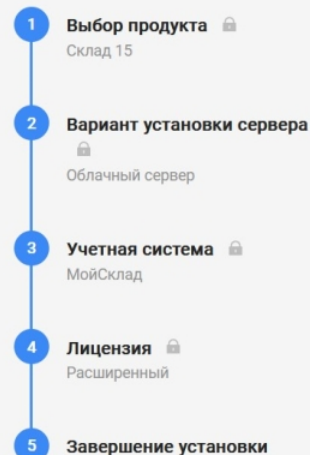 1 Выбор продукта
Склад 15
2 Вариант установки сервера
Облачный сервер
3 Учетная система
МойСклад
4 Лицензия
Расширенный
5 Завершение установки